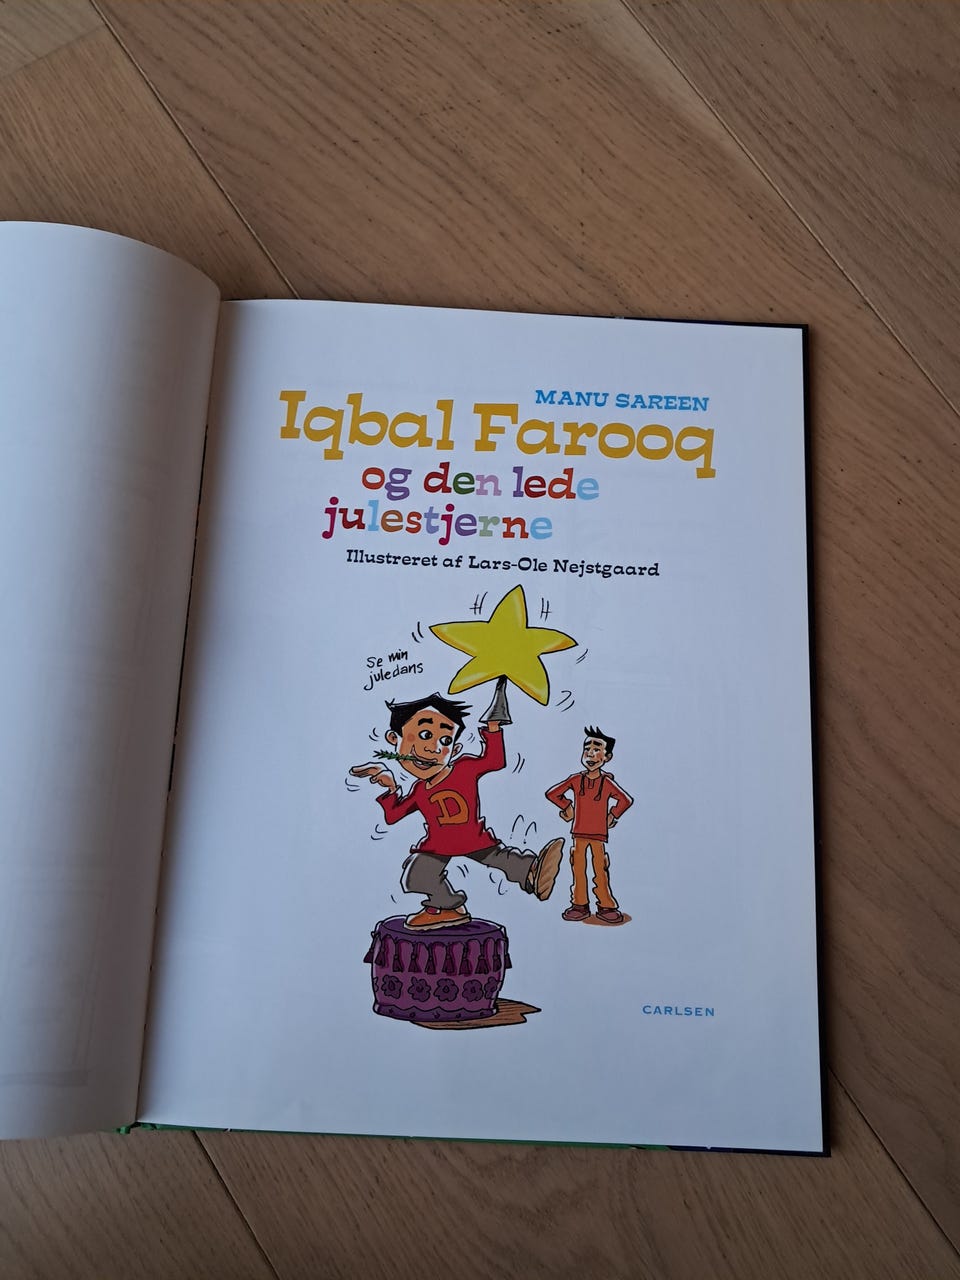 MANU SAREEN
Iqbal Farooq
og den lede
julestjerne
Illustreret af Lars-Ole Nejstgaard
Se min
juledans
D
CARLSEN